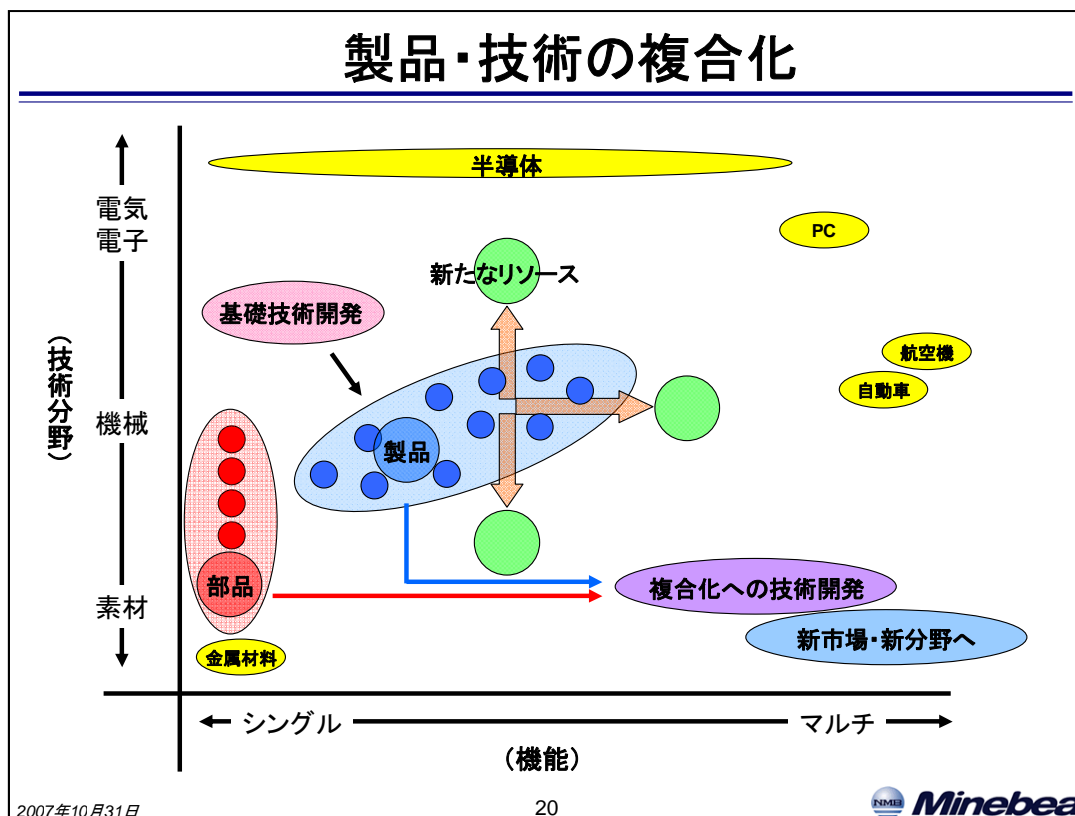 製品・技術の複合化
半導体
電気
電子
PC
新たなリソース
基礎技術開発
航空機
自動車
(技術分野)
機械
製品
部品
素材
複合化への技術開発
新市場・新分野へ
金属材料
シングル
マルチ
(機能)
2007年10月31日
20
NMB
Minebea